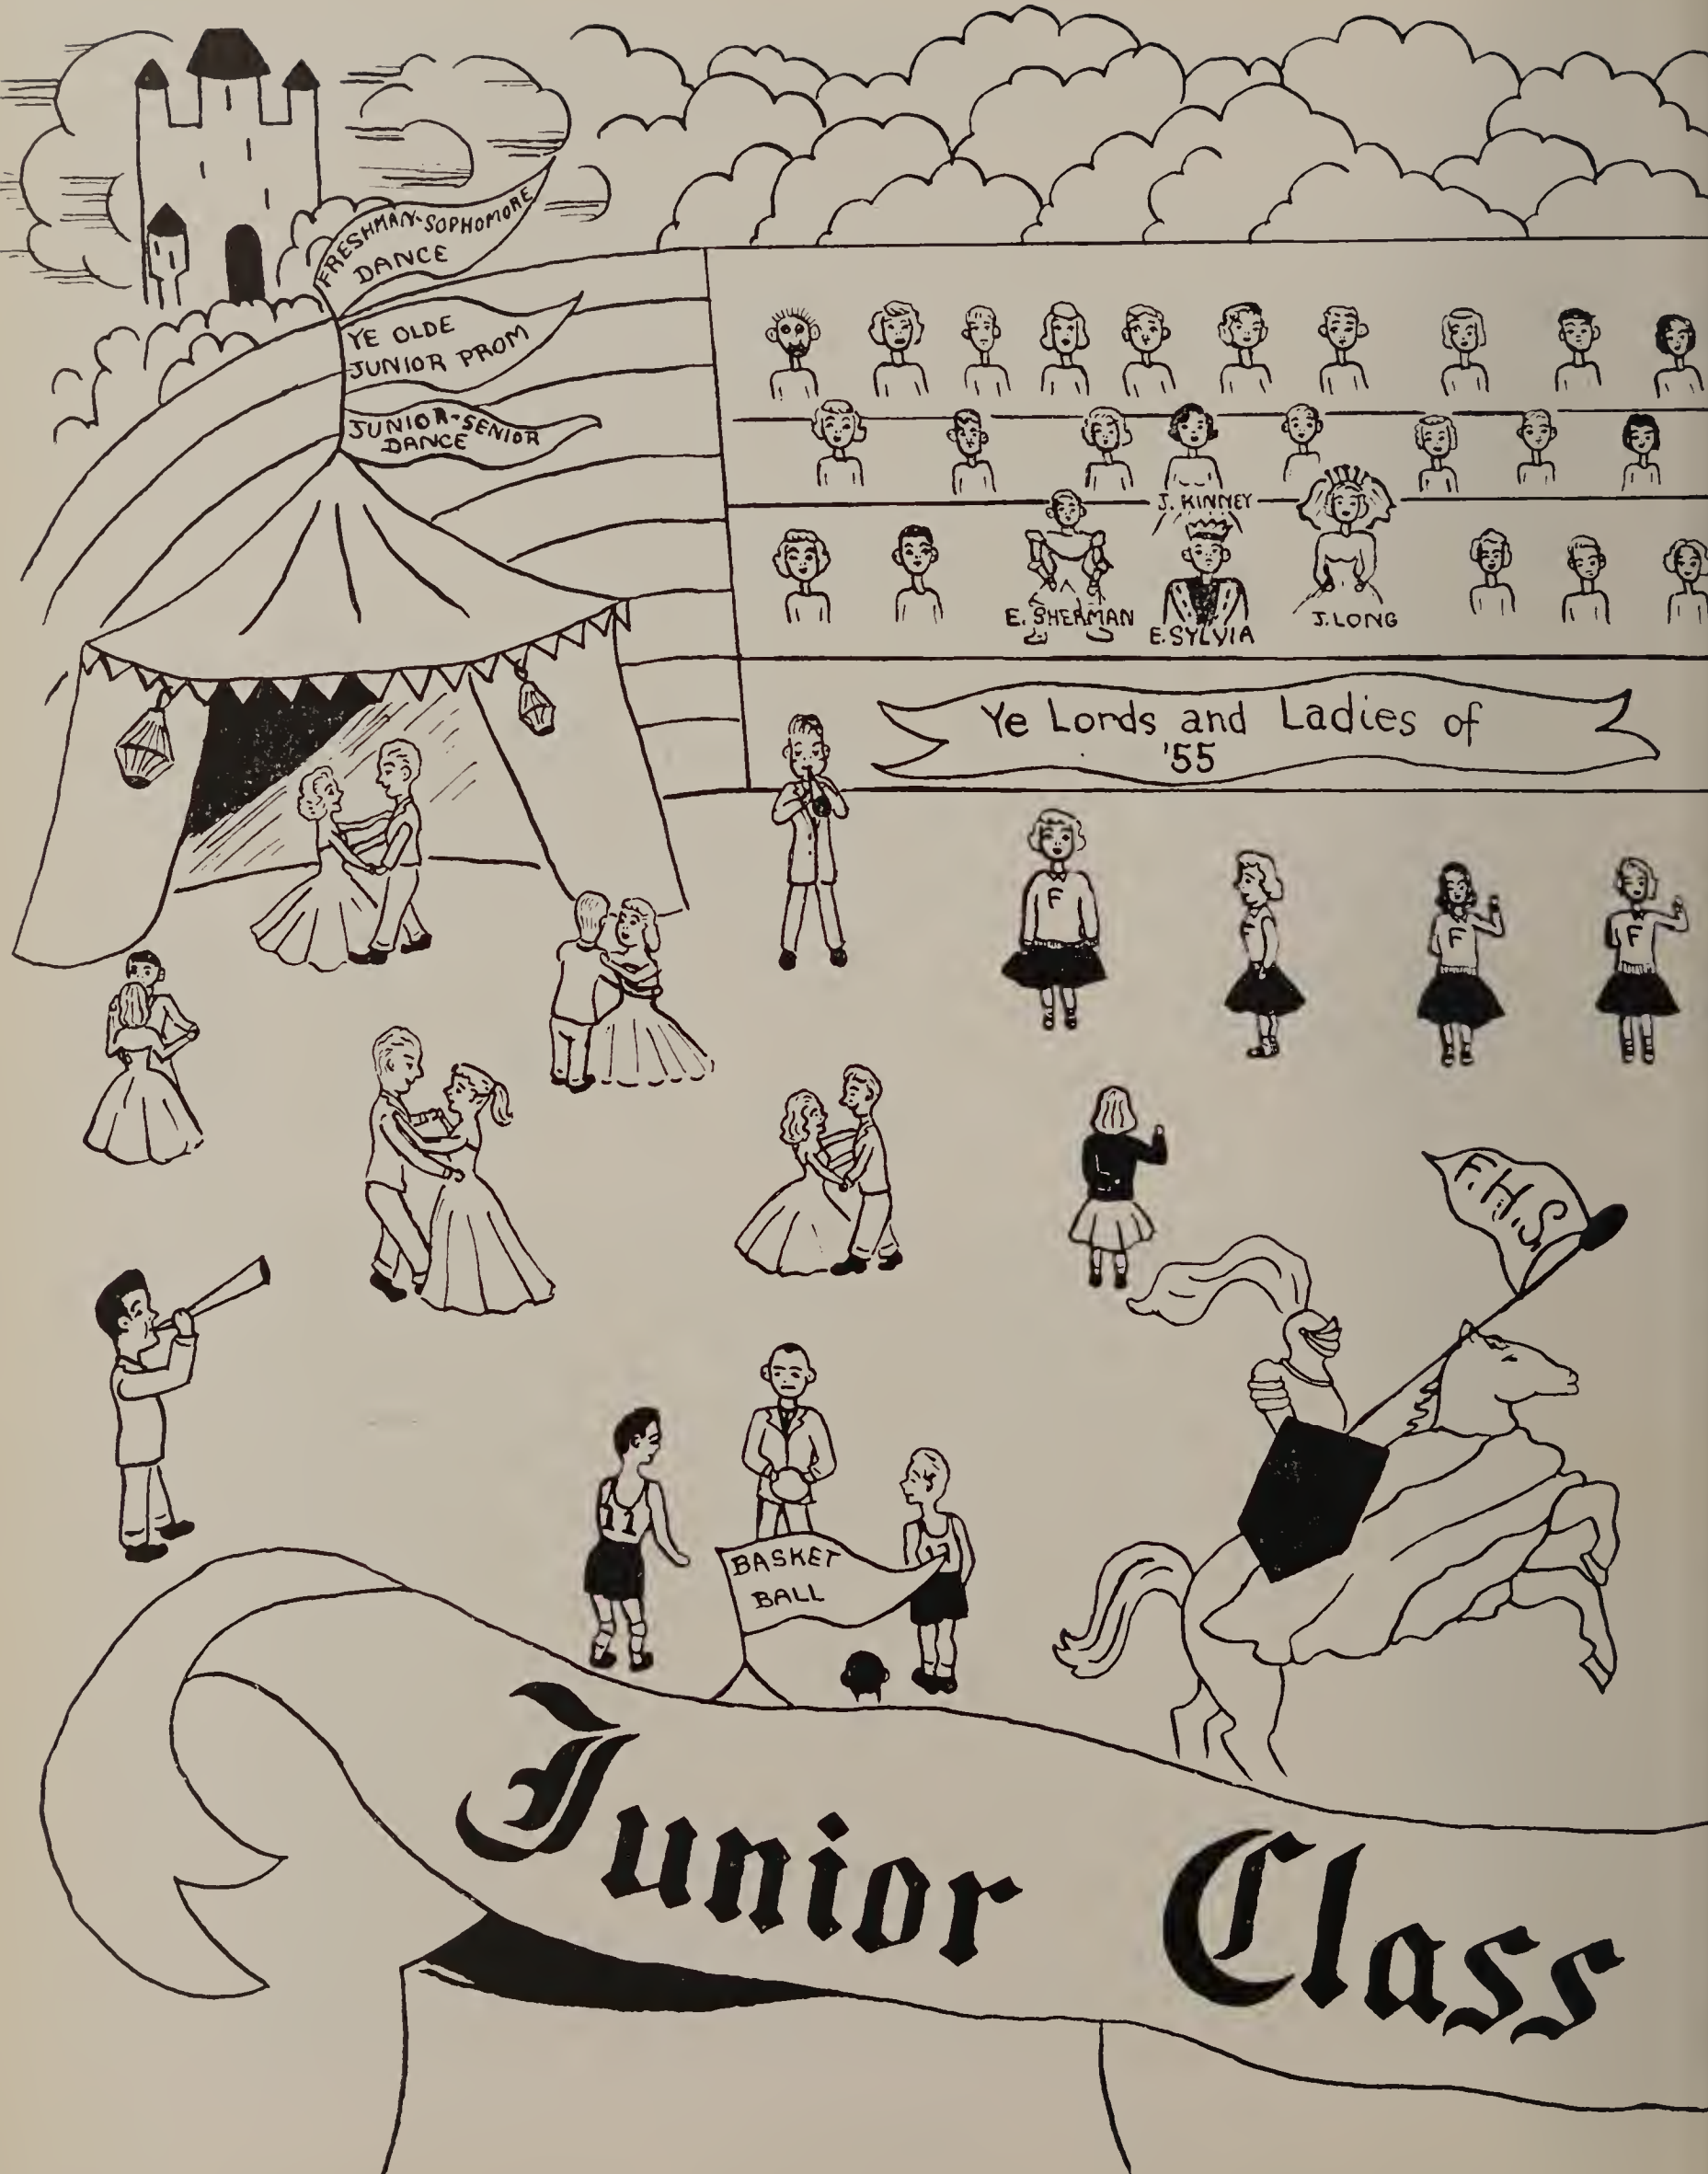 FRESHMAN-SOPHOMORE
DANCE
YE OLDE
JUNIOR PROM
JUNIOR-SENIOR
DANCE
J. KINNEY
E. SHERMAN
E. SYLVIA
J. LONG
Ye Lords and Ladies of
'55
F
F
F
F
F.H.S.
11
BASKET
BALL
Junior Class